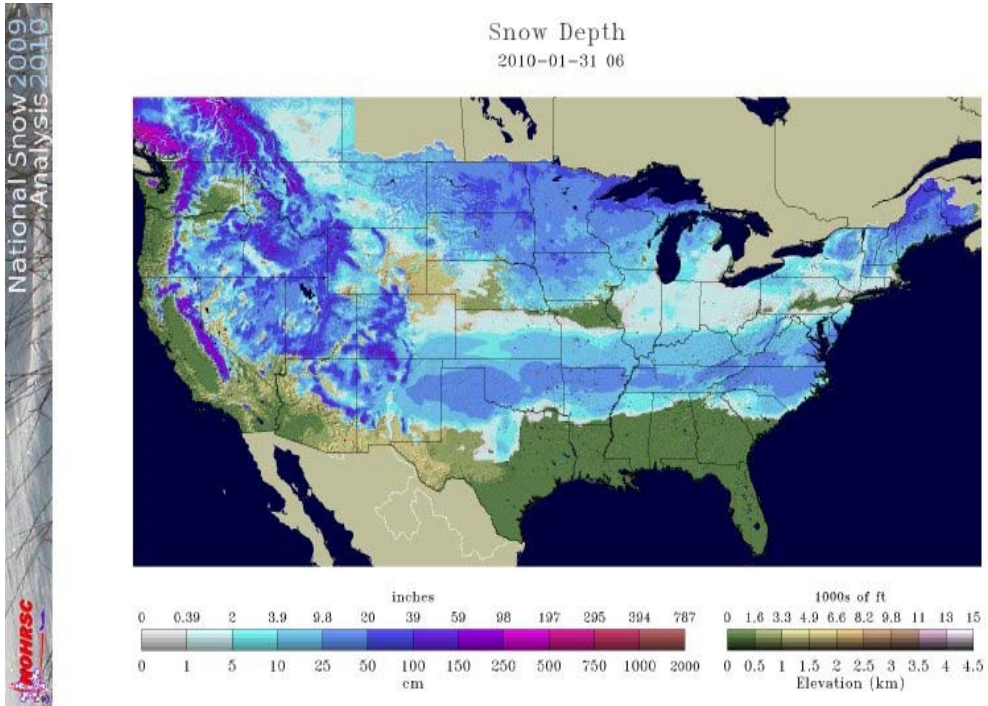 National Snow 2009-
Analysis 2010
NOHRSC
Snow Depth
2010-01-31 06
inches
0 0.39 2 3.9 9.8 20 39 59 98 197 295 394 787
0 1 5 10 25 50 100 150 250 500 750 1000 2000
cm
1000s of ft
0 1.6 3.3 4.9 6.6 8.2 9.8 11 13 15
0 0.5 1 1.5 2 2.5 3 3.5 4 4.5
Elevation (km)